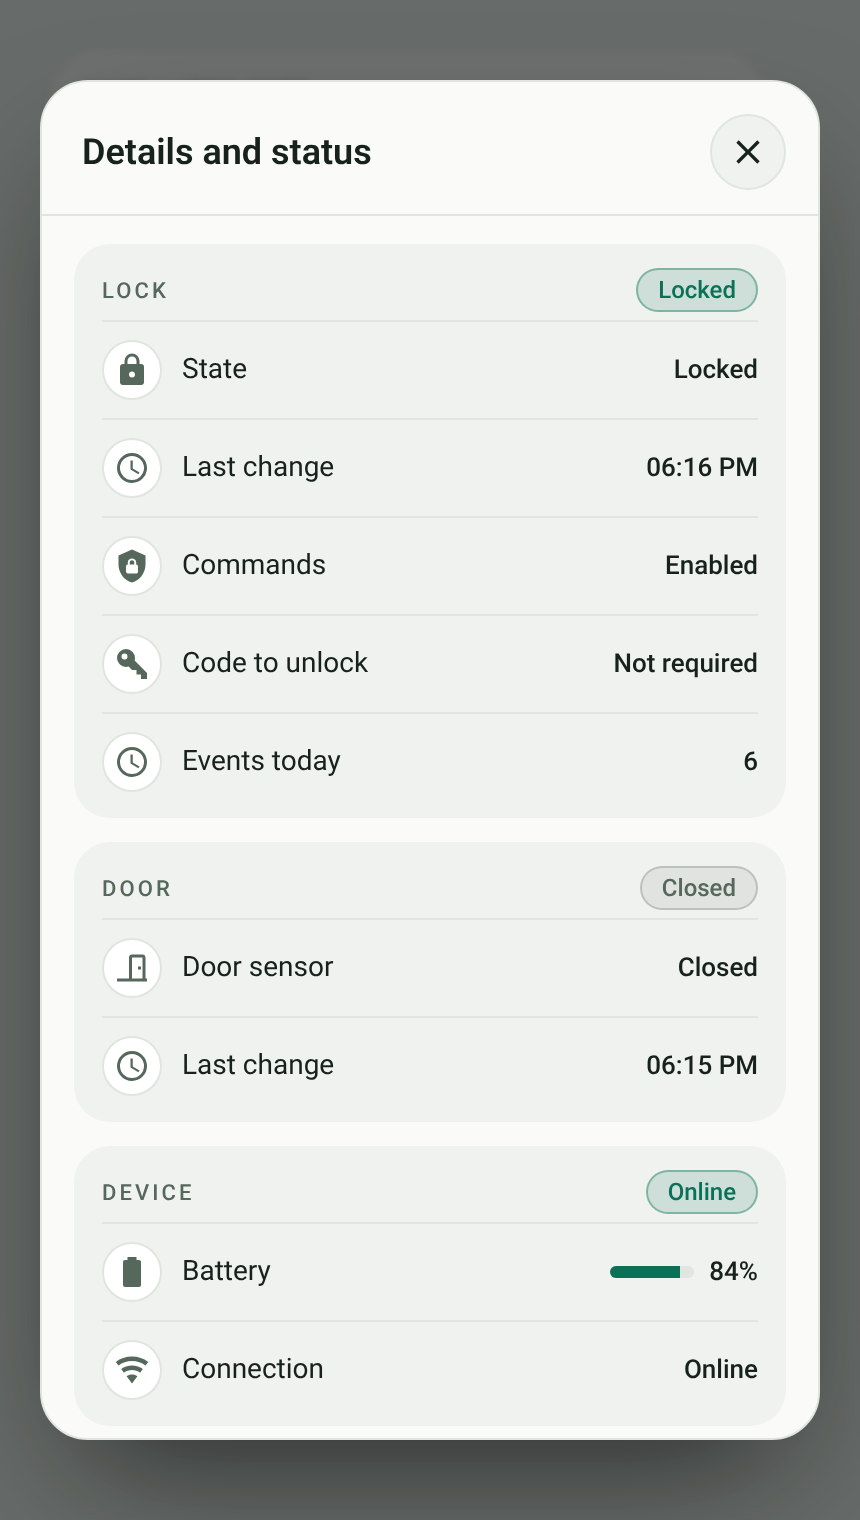 Details and status
LOCK Locked
State Locked
Last change 06:16 PM
Commands Enabled
Code to unlock Not required
Events today 6
DOOR Closed
Door sensor Closed
Last change 06:15 PM
DEVICE Online
Battery 84%
Connection Online